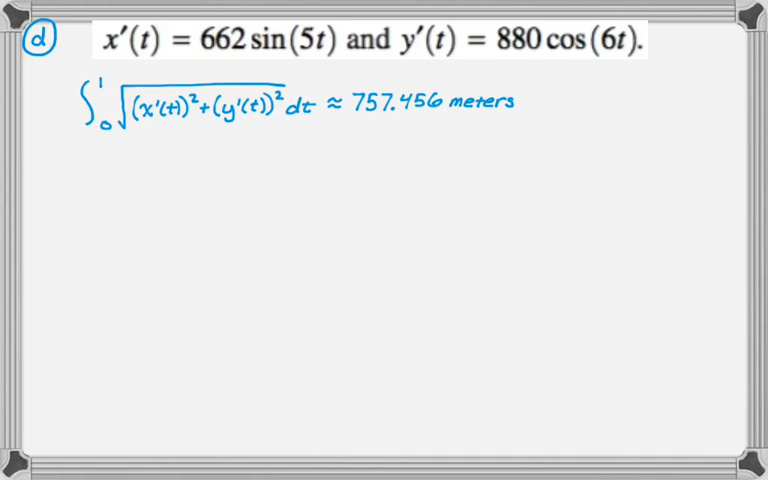 d x′(t) = 662 sin(5t) and y′(t) = 880 cos(6t).
∫₀¹ √((x'(t))²+(y'(t))²) dt ≈ 757.456 meters